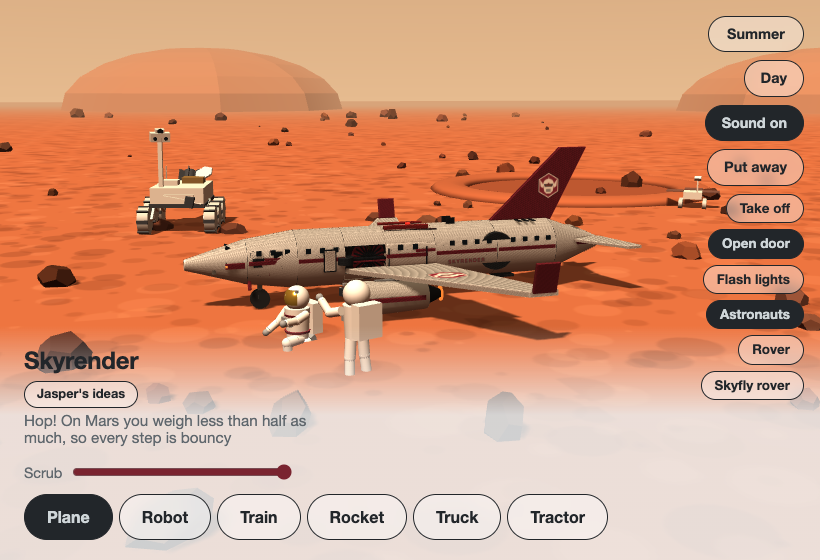 Summer
Day
Sound on
Put away
Take off
Open door
Flash lights
Astronauts
Rover
Skyfly rover
SKYRENDER
Skyrender
Jasper's ideas
Hop! On Mars you weigh less than half as
much, so every step is bouncy
Scrub
Plane
Robot
Train
Rocket
Truck
Tractor